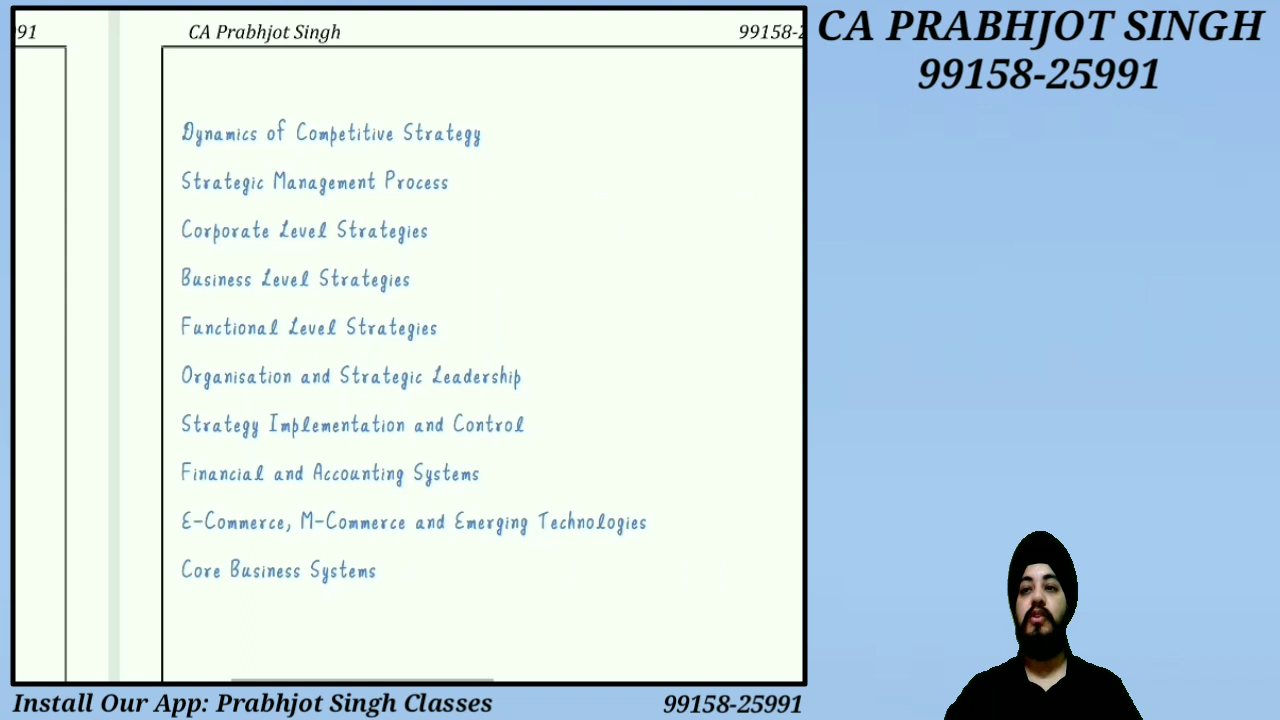 91
CA Prabhjot Singh
99158-2
CA PRABHJOT SINGH
99158-25991
Dynamics of Competitive Strategy
Strategic Management Process
Corporate Level Strategies
Business Level Strategies
Functional Level Strategies
Organisation and Strategic Leadership
Strategy Implementation and Control
Financial and Accounting Systems
E-Commerce, M-Commerce and Emerging Technologies
Core Business Systems
Install Our App: Prabhjot Singh Classes
99158-25991